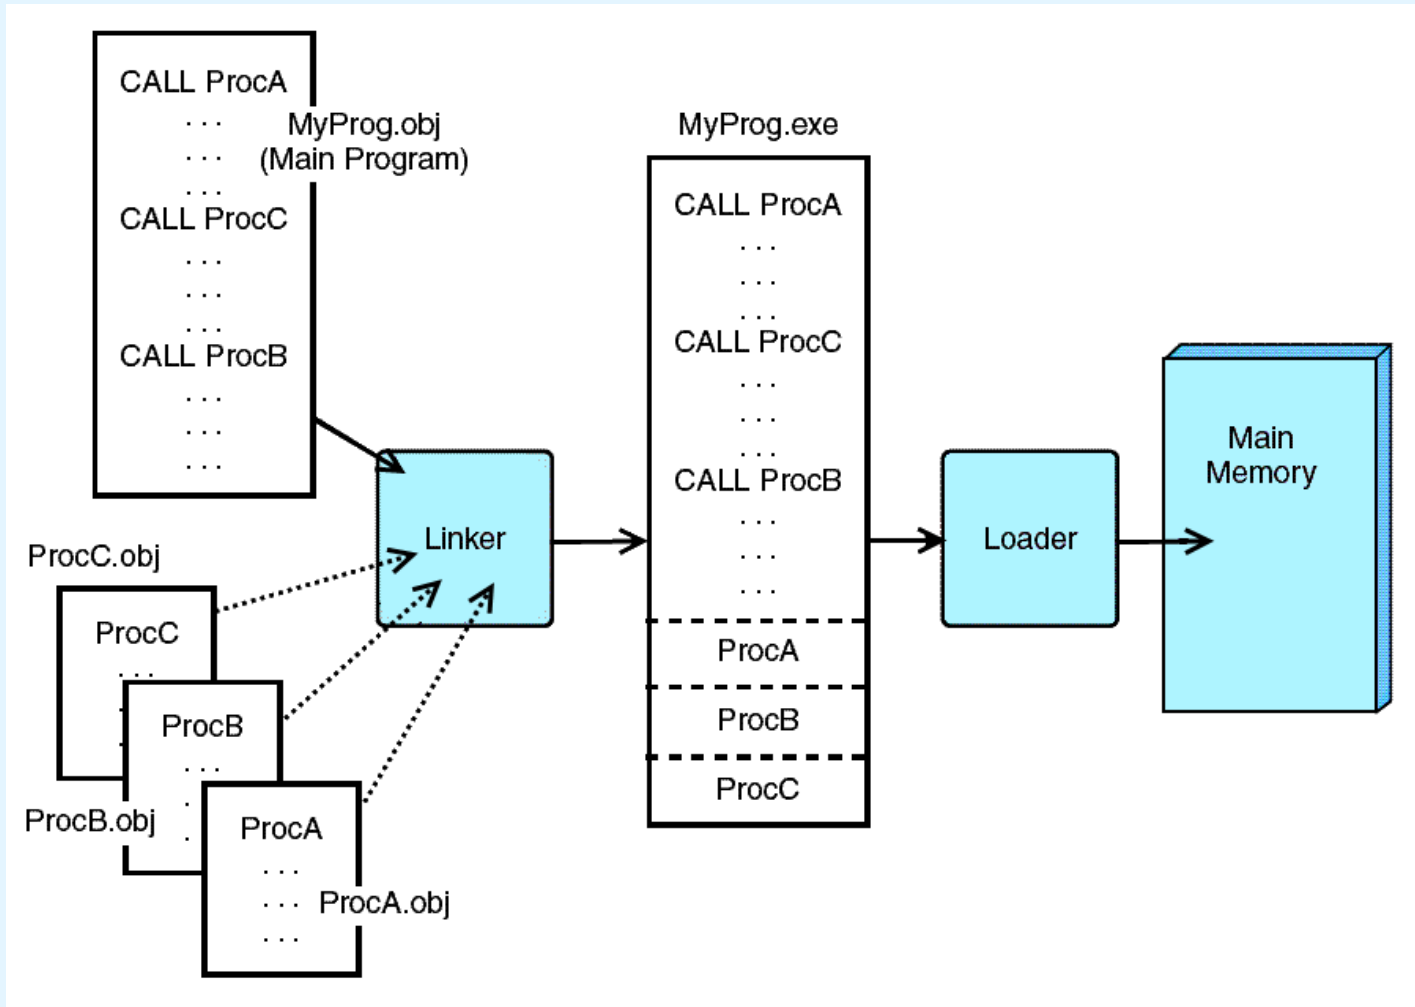 CALL ProcA
. . .
MyProg.obj
. . .
(Main Program)
. . .
CALL ProcC
. . .
. . .
. . .
CALL ProcB
. . .
. . .
. . .
ProcC.obj
ProcC
. . .
.
.
ProcB
. . .
.
.
ProcB.obj
ProcA
. . .
. . .
ProcA.obj
. . .
Linker
MyProg.exe
CALL ProcA
. . .
. . .
. . .
CALL ProcC
. . .
. . .
. . .
CALL ProcB
. . .
. . .
. . .
ProcA
ProcB
ProcC
Loader
Main
Memory